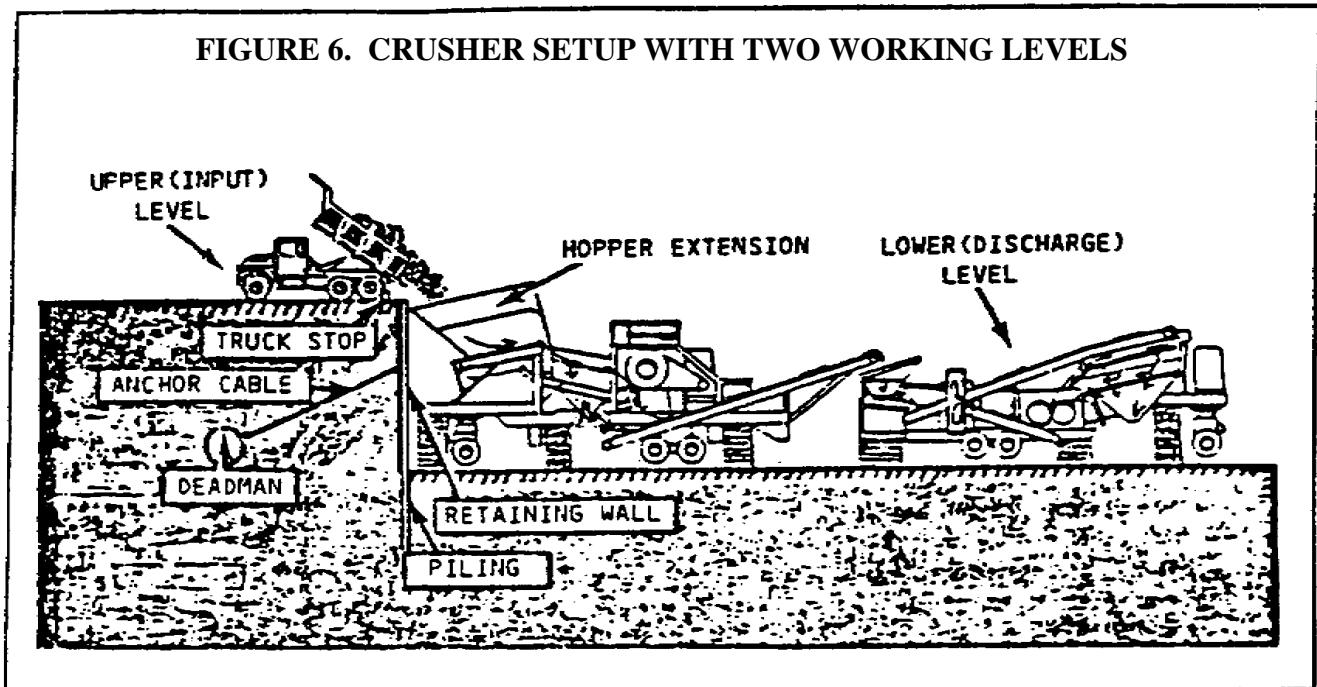 FIGURE 6. CRUSHER SETUP WITH TWO WORKING LEVELS
UPPER(INPUT)
LEVEL
HOPPER EXTENSION
LOWER(DISCHARGE)
LEVEL
TRUCK STOP
ANCHOR CABLE
DEADMAN
RETAINING WALL
PILING